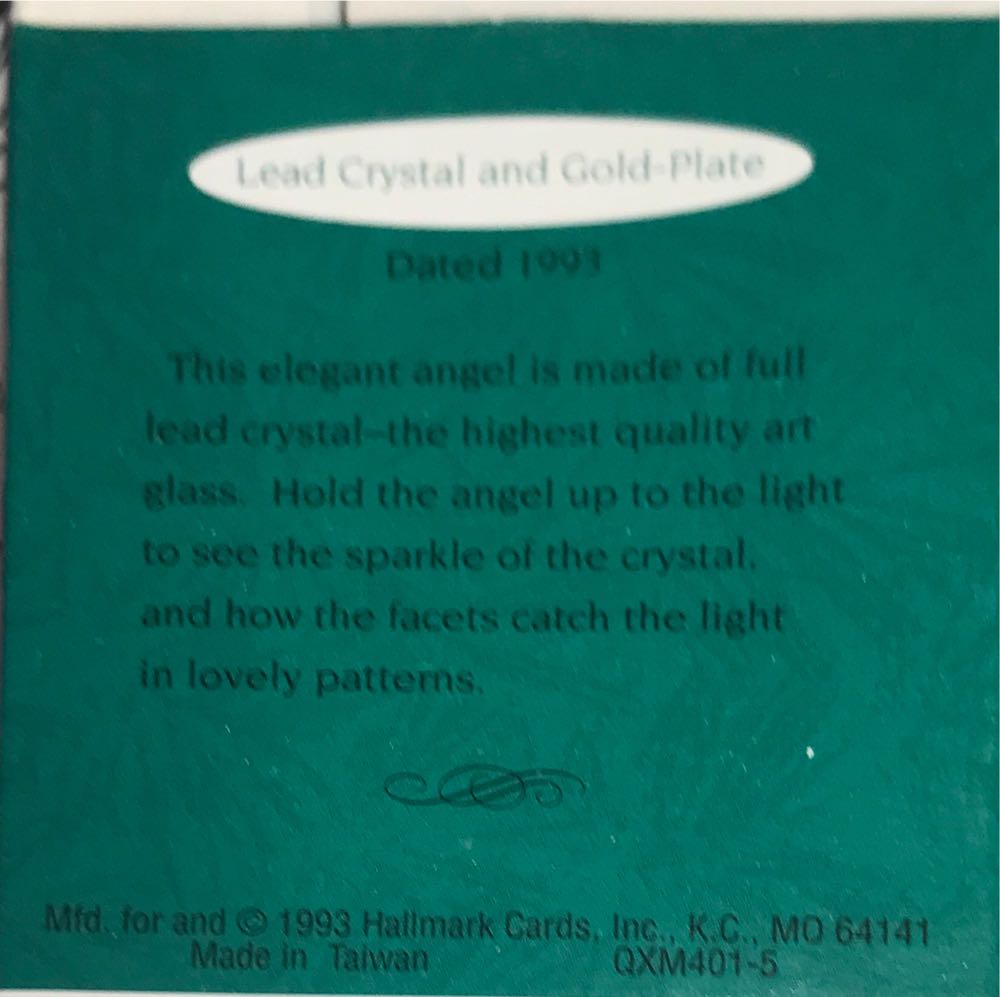 Lead Crystal and Gold-Plate
Dated 1993
This elegant angel is made of full
lead crystal–the highest quality art
glass. Hold the angel up to the light
to see the sparkle of the crystal,
and how the facets catch the light
in lovely patterns.
Mfd. for and © 1993 Hallmark Cards, Inc., K.C., MO 64141
Made in Taiwan QXM401-5